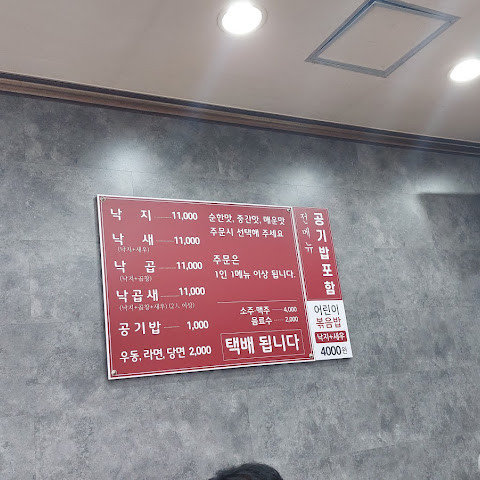 낙 지 11,000
낙 새 11,000
(낙지+새우)
낙 곱 11,000
(낙지+곱창)
낙곱새 11,000
(낙지+곱창+새우) (2人 이상)
공기밥 1,000
우동, 라면, 당면 2,000
순한맛, 중간맛, 매운맛
주문시 선택해 주세요
주문은
1인 1메뉴 이상 됩니다.
소주·맥주 4,000
음료수 2,000
택배 됩니다
전메뉴
공기밥포함
어린이
볶음밥
낙지+새우
4000원